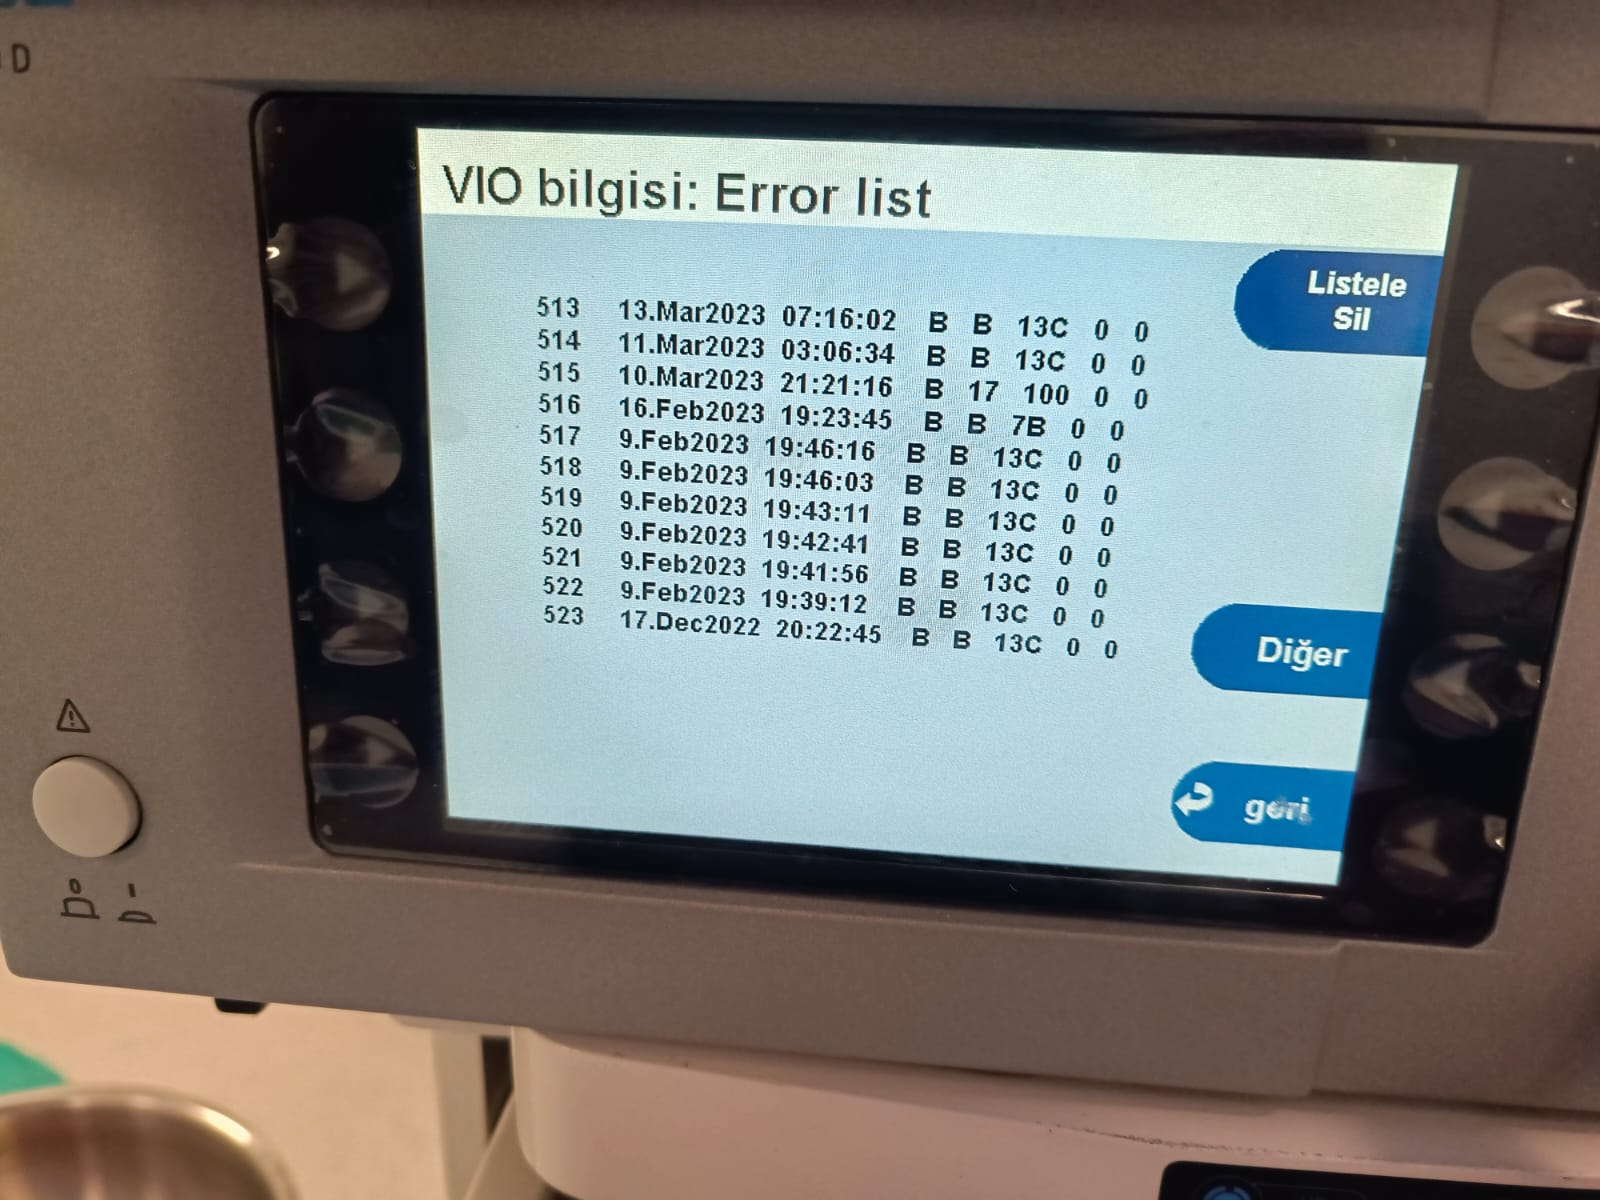 D
VIO bilgisi: Error list
Listele
Sil
513 13.Mar2023 07:16:02 B B 13C 0 0
514 11.Mar2023 03:06:34 B B 13C 0 0
515 10.Mar2023 21:21:16 B 17 100 0 0
516 16.Feb2023 19:23:45 B B 7B 0 0
517 9.Feb2023 19:46:16 B B 13C 0 0
518 9.Feb2023 19:46:03 B B 13C 0 0
519 9.Feb2023 19:43:11 B B 13C 0 0
520 9.Feb2023 19:42:41 B B 13C 0 0
521 9.Feb2023 19:41:56 B B 13C 0 0
522 9.Feb2023 19:39:12 B B 13C 0 0
523 17.Dec2022 20:22:45 B B 13C 0 0
Diğer
geri